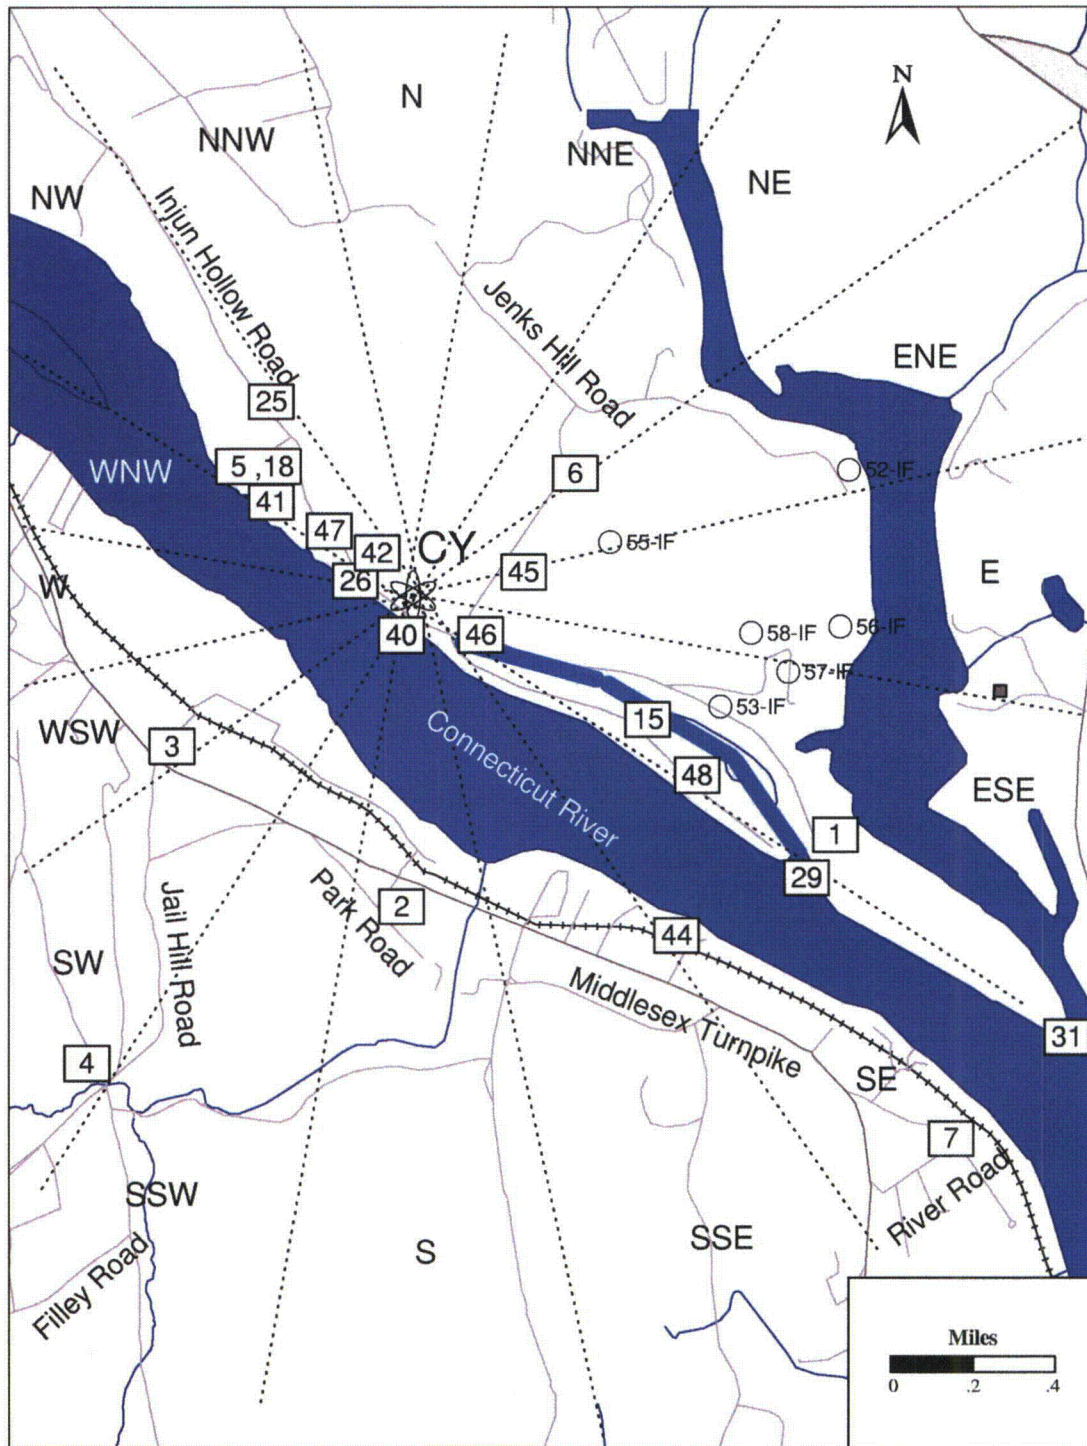 N
N
NNW
NNE
NE
NW
Injun Hollow Road
Jenks Hill Road
ENE
25
5 ,18
WNW
6
52-IF
41
47
42
CY
55-IF
26
45
E
W
40
46
58-IF
56-IF
57-IF
53-IF
15
WSW
3
Connecticut River
48
ESE
1
29
Park Road
2
Jail Hill Road
44
SW
Middlesex Turnpike
31
4
SE
7
River Road
SSW
S
SSE
Filley Road
Miles
0 .2 .4